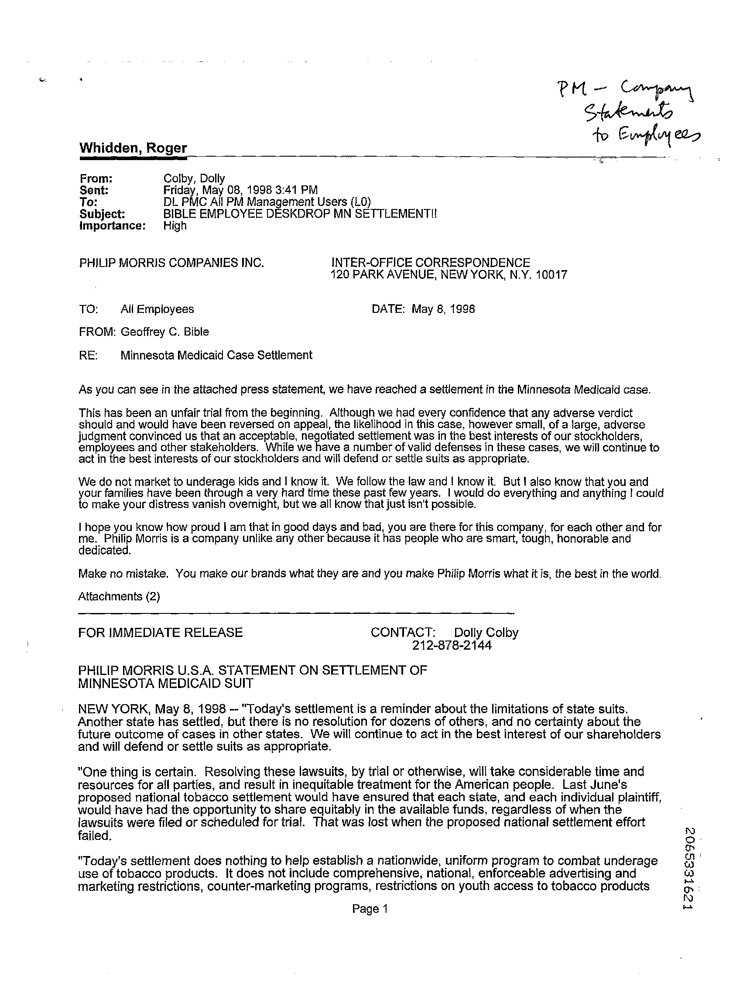 PM - Company
Statements
to Employees
Whidden, Roger
From: Colby, Dolly
Sent: Friday, May 08, 1998 3:41 PM
To: DL PMC All PM Management Users (L0)
Subject: BIBLE EMPLOYEE DESKDROP MN SETTLEMENT!!
Importance: High
PHILIP MORRIS COMPANIES INC. INTER-OFFICE CORRESPONDENCE
120 PARK AVENUE, NEW YORK, N.Y. 10017
TO: All Employees DATE: May 8, 1998
FROM: Geoffrey C. Bible
RE: Minnesota Medicaid Case Settlement
As you can see in the attached press statement, we have reached a settlement in the Minnesota Medicaid case.
This has been an unfair trial from the beginning. Although we had every confidence that any adverse verdict
should and would have been reversed on appeal, the likelihood in this case, however small, of a large, adverse
judgment convinced us that an acceptable, negotiated settlement was in the best interests of our stockholders,
employees and other stakeholders. While we have a number of valid defenses in these cases, we will continue to
act in the best interests of our stockholders and will defend or settle suits as appropriate.
We do not market to underage kids and I know it. We follow the law and I know it. But I also know that you and
your families have been through a very hard time these past few years. I would do everything and anything I could
to make your distress vanish overnight, but we all know that just isn't possible.
I hope you know how proud I am that in good days and bad, you are there for this company, for each other and for
me. Philip Morris is a company unlike any other because it has people who are smart, tough, honorable and
dedicated.
Make no mistake. You make our brands what they are and you make Philip Morris what it is, the best in the world.
Attachments (2)
FOR IMMEDIATE RELEASE CONTACT: Dolly Colby
212-878-2144
PHILIP MORRIS U.S.A. STATEMENT ON SETTLEMENT OF
MINNESOTA MEDICAID SUIT
NEW YORK, May 8, 1998 -- "Today's settlement is a reminder about the limitations of state suits.
Another state has settled, but there is no resolution for dozens of others, and no certainty about the
future outcome of cases in other states. We will continue to act in the best interest of our shareholders
and will defend or settle suits as appropriate.
"One thing is certain. Resolving these lawsuits, by trial or otherwise, will take considerable time and
resources for all parties, and result in inequitable treatment for the American people. Last June's
proposed national tobacco settlement would have ensured that each state, and each individual plaintiff,
would have had the opportunity to share equitably in the available funds, regardless of when the
lawsuits were filed or scheduled for trial. That was lost when the proposed national settlement effort
failed.
"Today's settlement does nothing to help establish a nationwide, uniform program to combat underage
use of tobacco products. It does not include comprehensive, national, enforceable advertising and
marketing restrictions, counter-marketing programs, restrictions on youth access to tobacco products
Page 1
2065331621